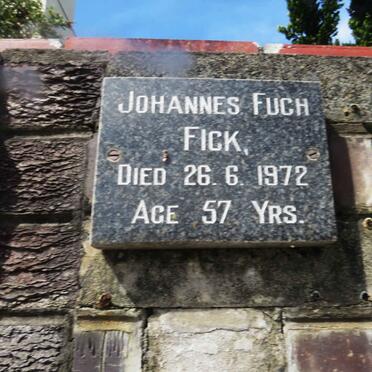 JOHANNES FUCH
FICK.
DIED 26. 6. 1972
AGE 57 YRS.